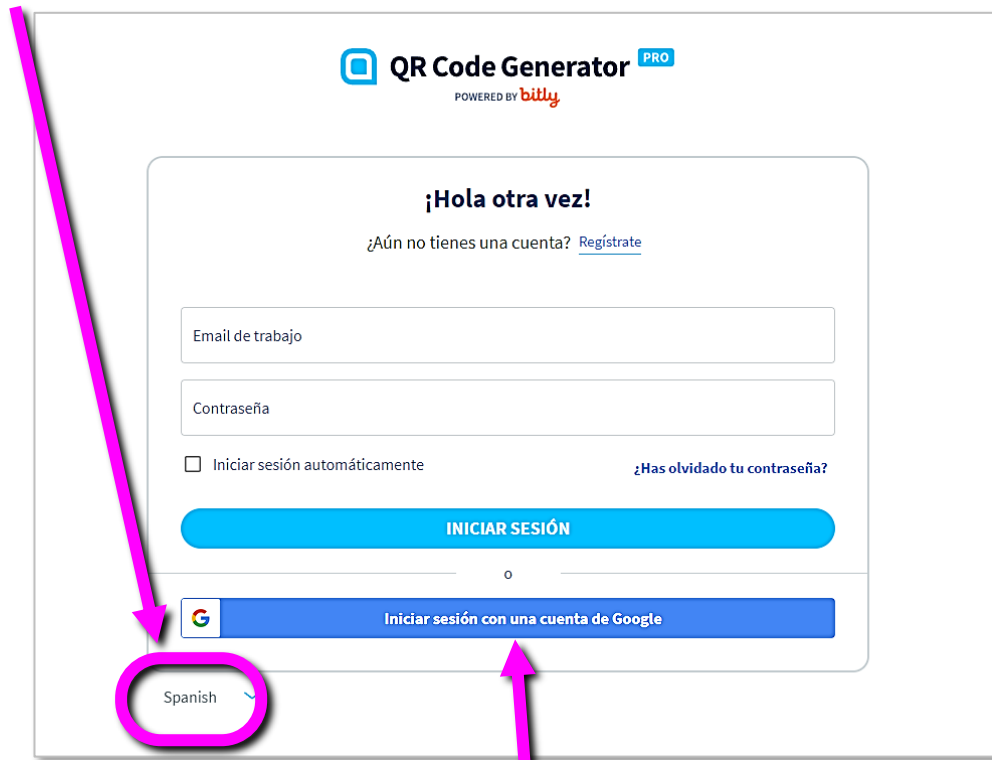 QR Code Generator PRO
POWERED BY bitly
¡Hola otra vez!
¿Aún no tienes una cuenta? Regístrate
Email de trabajo
Contraseña
Iniciar sesión automáticamente
¿Has olvidado tu contraseña?
INICIAR SESIÓN
o
G
Iniciar sesión con una cuenta de Google
Spanish